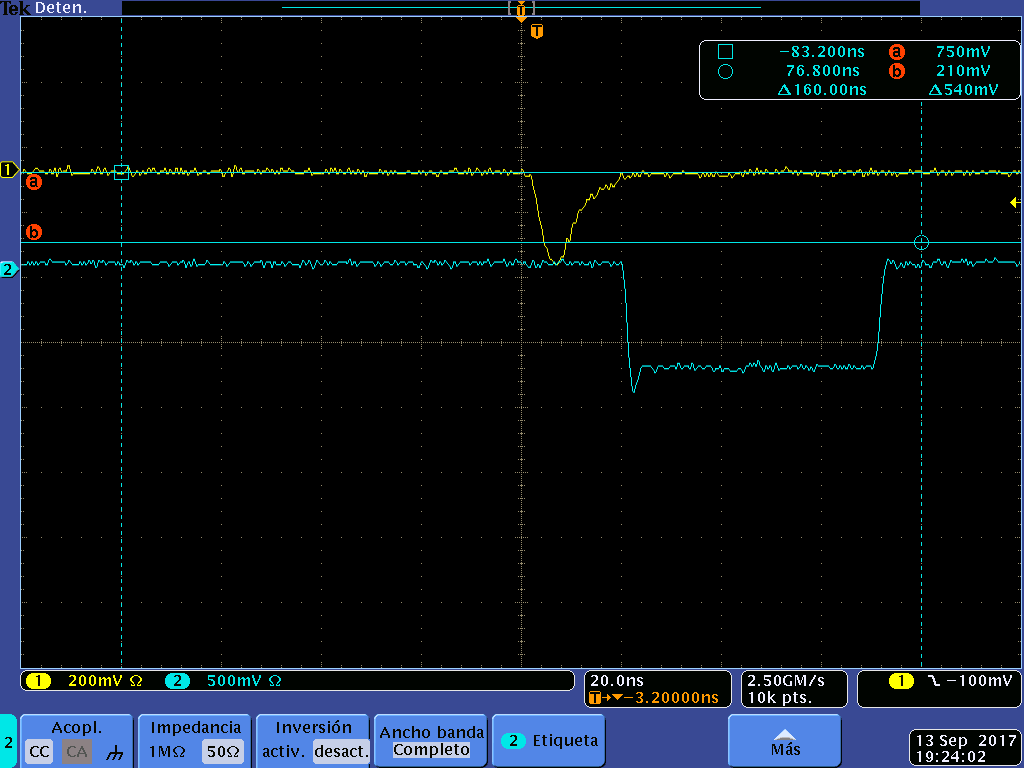 Tek Deten.
T
T
−83.200ns a 750mV
76.800ns b 210mV
Δ160.00ns Δ540mV
1
a
b
2
1 200mV Ω 2 500mV Ω
20.0ns
T→▼−3.20000ns
2.50GM/s
10k pts.
1 −100mV
2
Acopl.
CC CA
Impedancia
1MΩ 50Ω
Inversión
activ. desact.
Ancho banda
Completo
2 Etiqueta
Más
13 Sep 2017
19:24:02